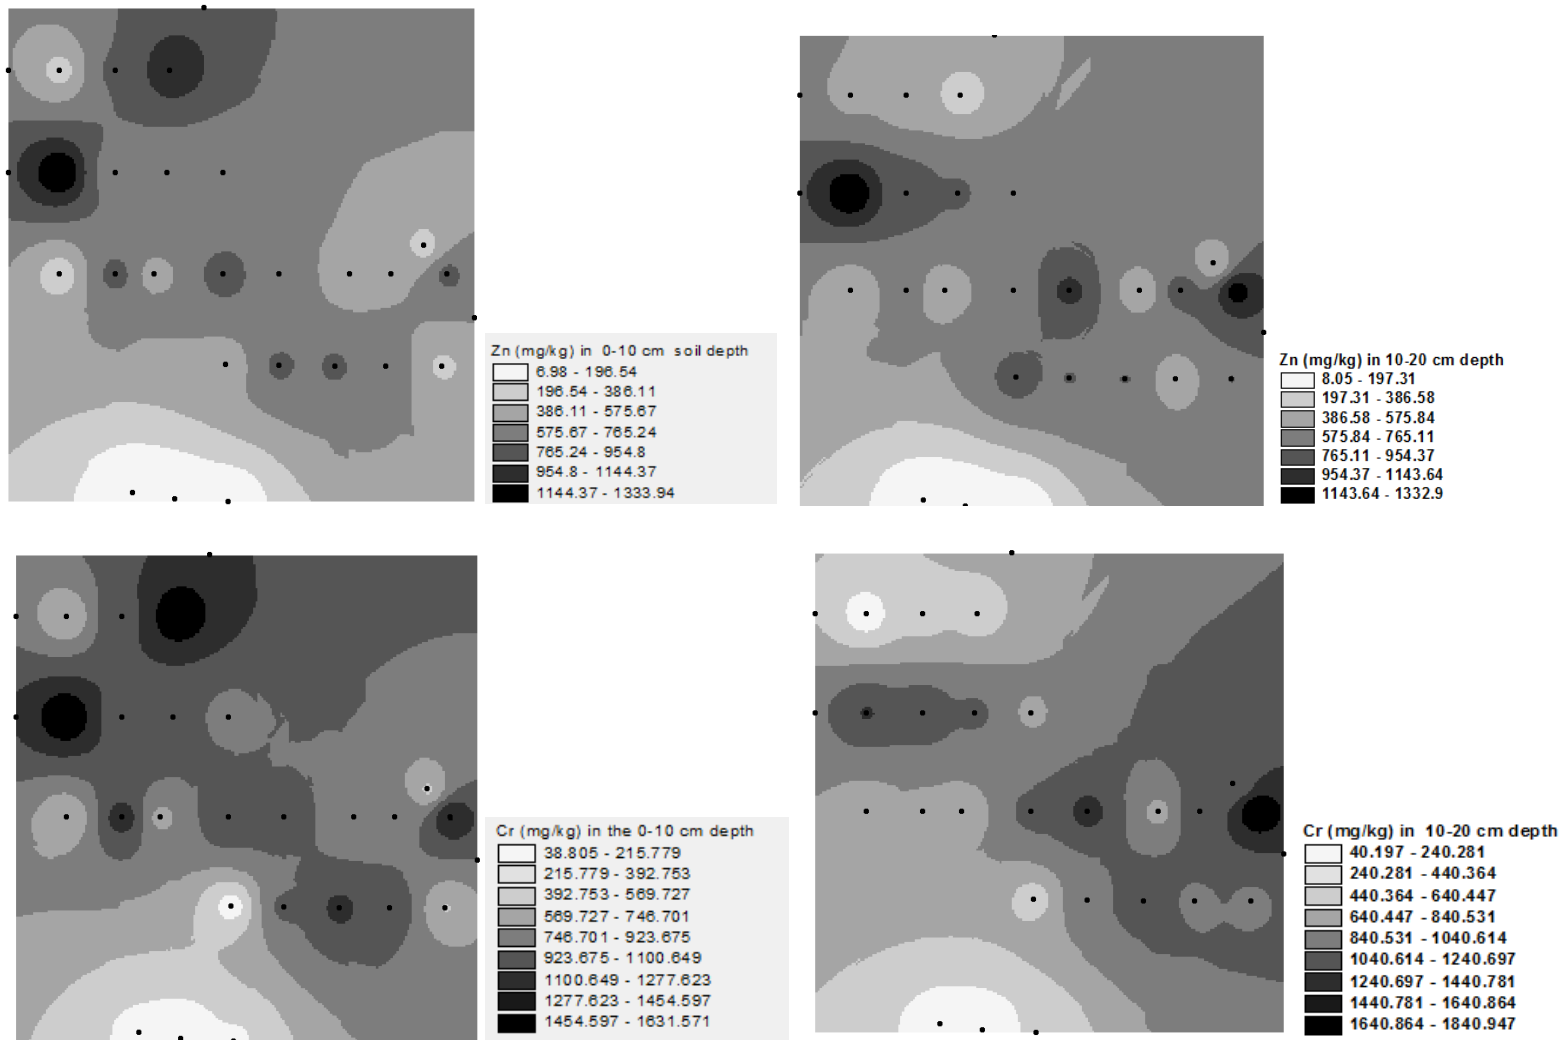 Zn (mg/kg) in 0-10 cm soil depth
6.98 - 196.54
196.54 - 386.11
386.11 - 575.67
575.67 - 765.24
765.24 - 954.8
954.8 - 1144.37
1144.37 - 1333.94
Zn (mg/kg) in 10-20 cm depth
8.05 - 197.31
197.31 - 386.58
386.58 - 575.84
575.84 - 765.11
765.11 - 954.37
954.37 - 1143.64
1143.64 - 1332.9
Cr (mg/kg) in the 0-10 cm depth
38.805 - 215.779
215.779 - 392.753
392.753 - 569.727
569.727 - 746.701
746.701 - 923.675
923.675 - 1100.649
1100.649 - 1277.623
1277.623 - 1454.597
1454.597 - 1631.571
Cr (mg/kg) in 10-20 cm depth
40.197 - 240.281
240.281 - 440.364
440.364 - 640.447
640.447 - 840.531
840.531 - 1040.614
1040.614 - 1240.697
1240.697 - 1440.781
1440.781 - 1640.864
1640.864 - 1840.947